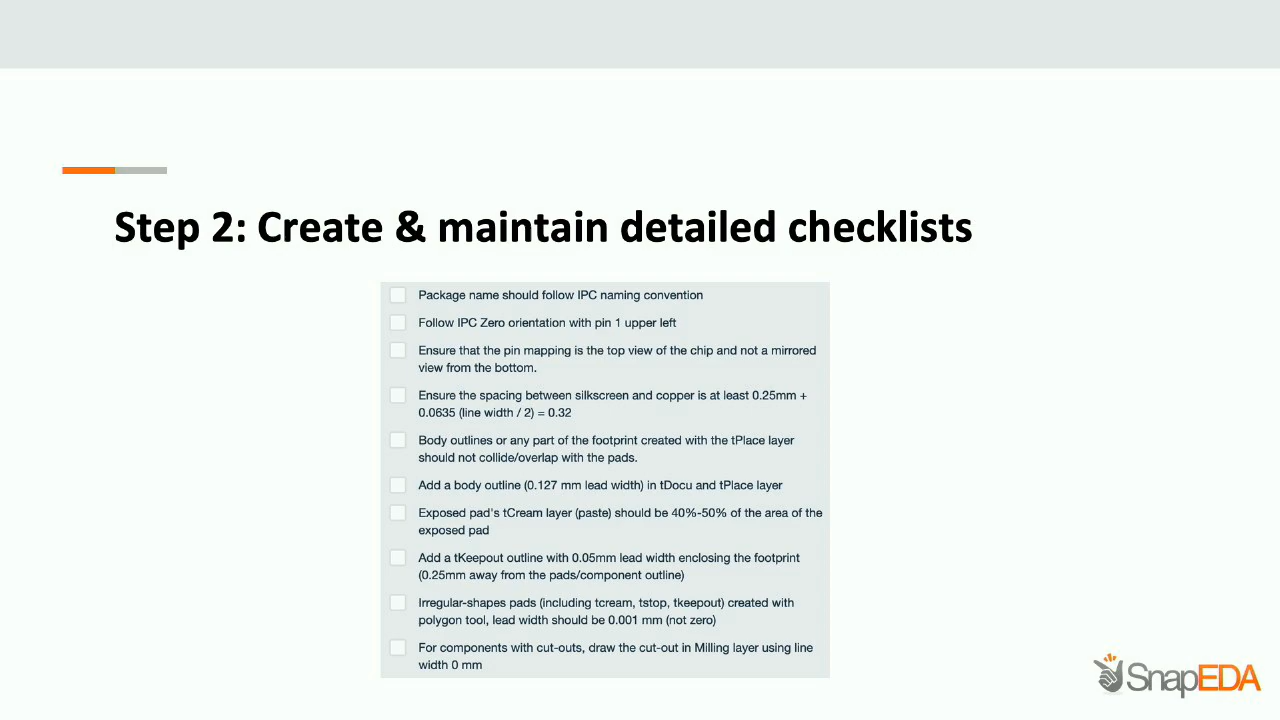 Step 2: Create & maintain detailed checklists
Package name should follow IPC naming convention
Follow IPC Zero orientation with pin 1 upper left
Ensure that the pin mapping is the top view of the chip and not a mirrored
view from the bottom.
Ensure the spacing between silkscreen and copper is at least 0.25mm +
0.0635 (line width / 2) = 0.32
Body outlines or any part of the footprint created with the tPlace layer
should not collide/overlap with the pads.
Add a body outline (0.127 mm lead width) in tDocu and tPlace layer
Exposed pad's tCream layer (paste) should be 40%-50% of the area of the
exposed pad
Add a tKeepout outline with 0.05mm lead width enclosing the footprint
(0.25mm away from the pads/component outline)
Irregular-shapes pads (including tcream, tstop, tkeepout) created with
polygon tool, lead width should be 0.001 mm (not zero)
For components with cut-outs, draw the cut-out in Milling layer using line
width 0 mm
SnapEDA